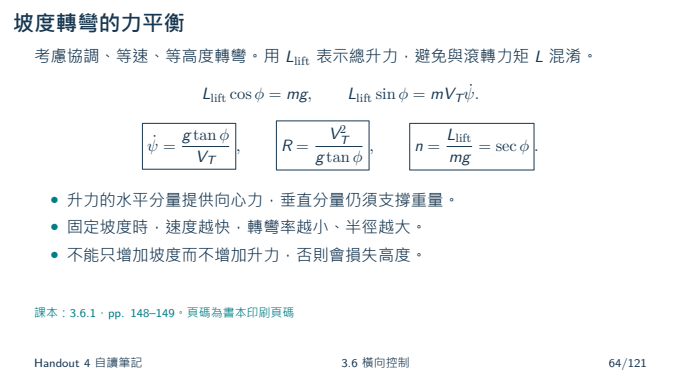 坡度轉彎的力平衡
考慮協調、等速、等高度轉彎。用 L_lift 表示總升力，避免與滾轉力矩 L 混淆。
L_lift cos ϕ = mg,  L_lift sin ϕ = mV_T ψ̇.
ψ̇ = g tan ϕ / V_T,  R = V_T² / g tan ϕ,  n = L_lift / mg = sec ϕ.
• 升力的水平分量提供向心力，垂直分量仍須支撐重量。
• 固定坡度時，速度越快，轉彎率越小、半徑越大。
• 不能只增加坡度而不增加升力，否則會損失高度。
課本：3.6.1，pp. 148–149。頁碼為書本印刷頁碼
Handout 4 自讀筆記 3.6 橫向控制 64/121